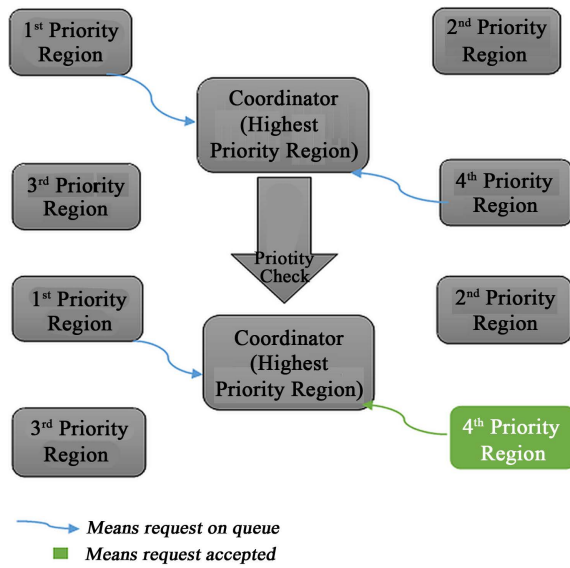 1st Priority
Region
2nd Priority
Region
Coordinator
(Highest
Priority Region)
3rd Priority
Region
4th Priority
Region
Priotity
Check
1st Priority
Region
2nd Priority
Region
Coordinator
(Highest
Priority Region)
3rd Priority
Region
4th Priority
Region
Means request on queue
Means request accepted